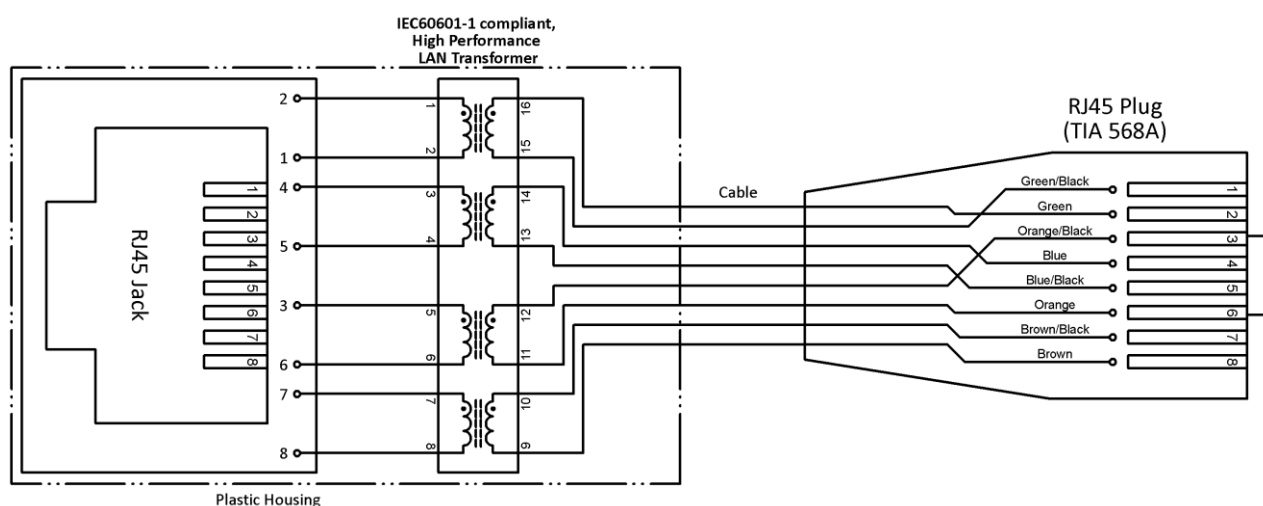 IEC60601-1 compliant,
High Performance
LAN Transformer
2
1
4
5
3
6
7
8
1
2
3
4
5
6
7
8
RJ45 Jack
1
2
3
4
5
6
7
8
16
15
14
13
12
11
10
9
Plastic Housing
Cable
RJ45 Plug
(TIA 568A)
Green/Black
Green
Orange/Black
Blue
Blue/Black
Orange
Brown/Black
Brown
1
2
3
4
5
6
7
8